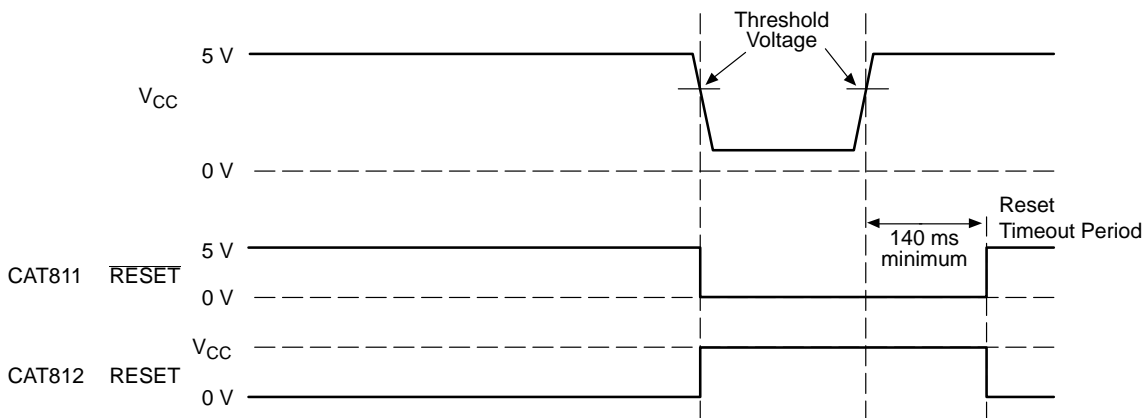 Threshold
Voltage
5 V
VCC
0 V
Reset
Timeout Period
140 ms
minimum
5 V
CAT811 RESET
0 V
VCC
CAT812 RESET
0 V